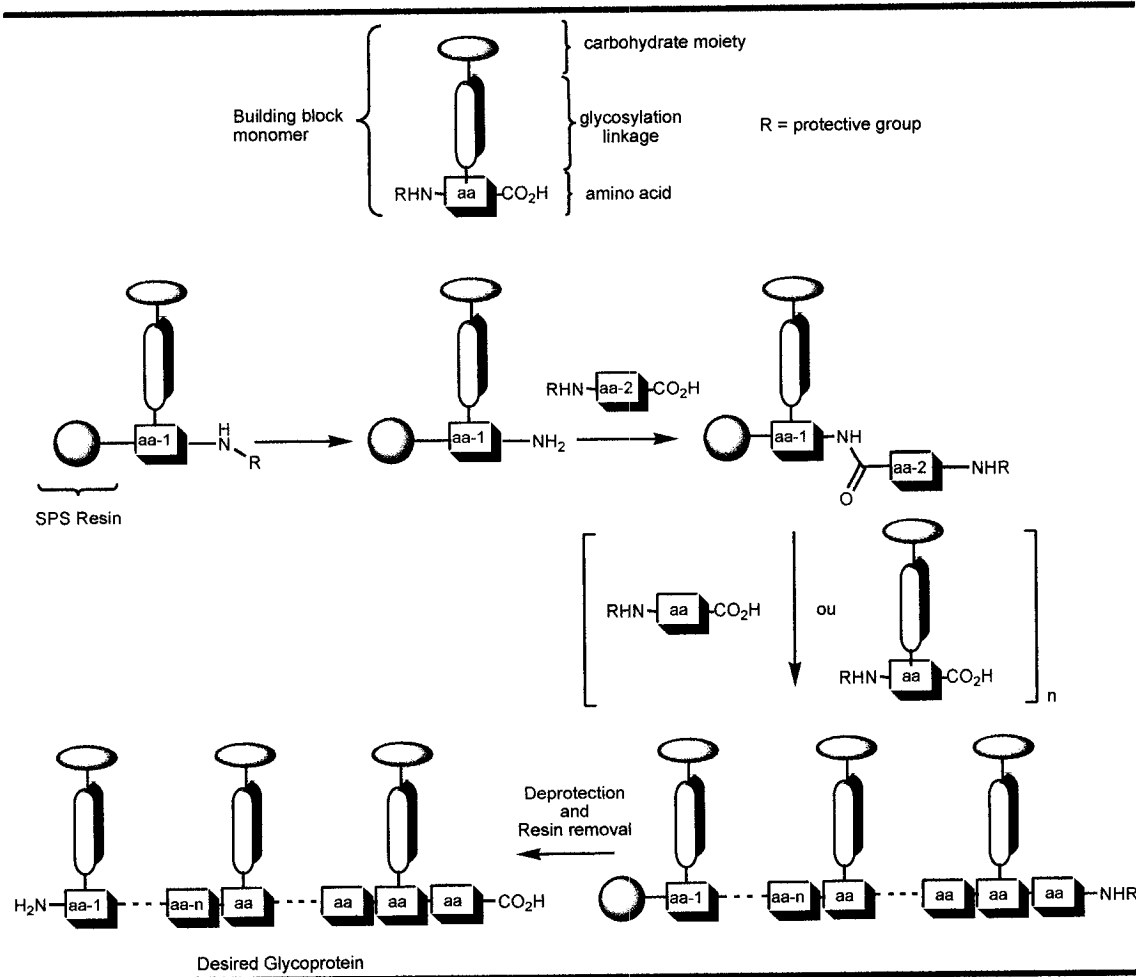 carbohydrate moiety
Building block
monomer
glycosylation
linkage
R = protective group
RHN aa CO₂H
amino acid
RHN aa-2 CO₂H
aa-1 H
N
R
aa-1 NH₂
aa-1 NH
O
aa-2 NHR
SPS Resin
RHN aa CO₂H
ou
RHN aa CO₂H
n
Deprotection
and
Resin removal
H₂N aa-1 aa-n aa aa aa aa CO₂H
aa-1 aa-n aa aa aa aa NHR
Desired Glycoprotein